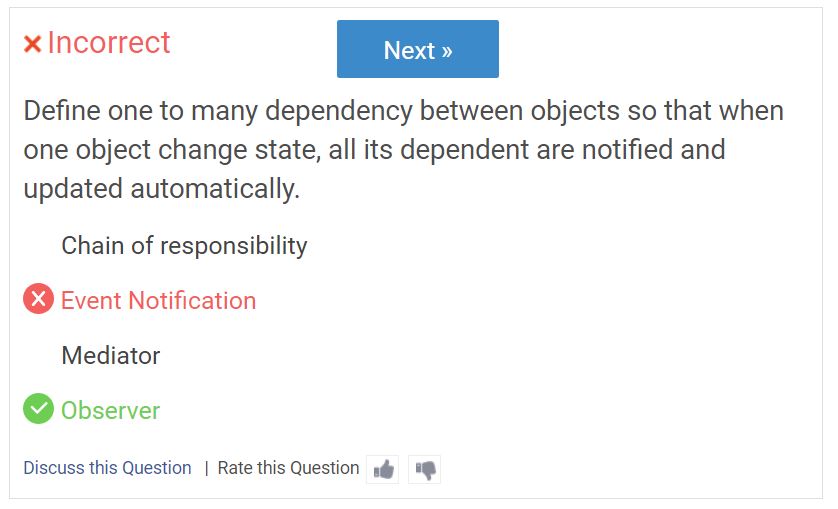 Incorrect
Next »
Define one to many dependency between objects so that when
one object change state, all its dependent are notified and
updated automatically.
Chain of responsibility
Event Notification
Mediator
Observer
Discuss this Question | Rate this Question